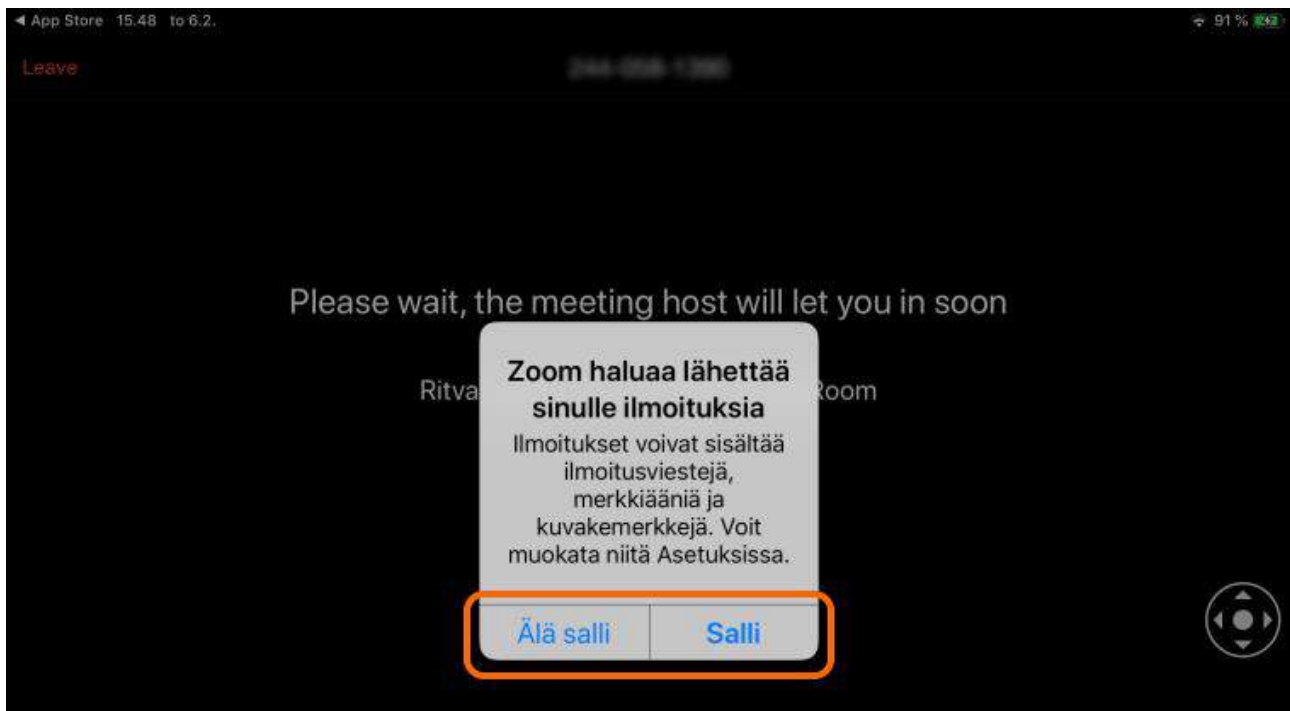 ◀ App Store 15.48 to 6.2.
91 %
Leave
Please wait, the meeting host will let you in soon
Ritva
Room
Zoom haluaa lähettää
sinulle ilmoituksia
Ilmoitukset voivat sisältää
ilmoitusviestejä,
merkkiääniä ja
kuvakemerkkejä. Voit
muokata niitä Asetuksissa.
Älä salli
Salli